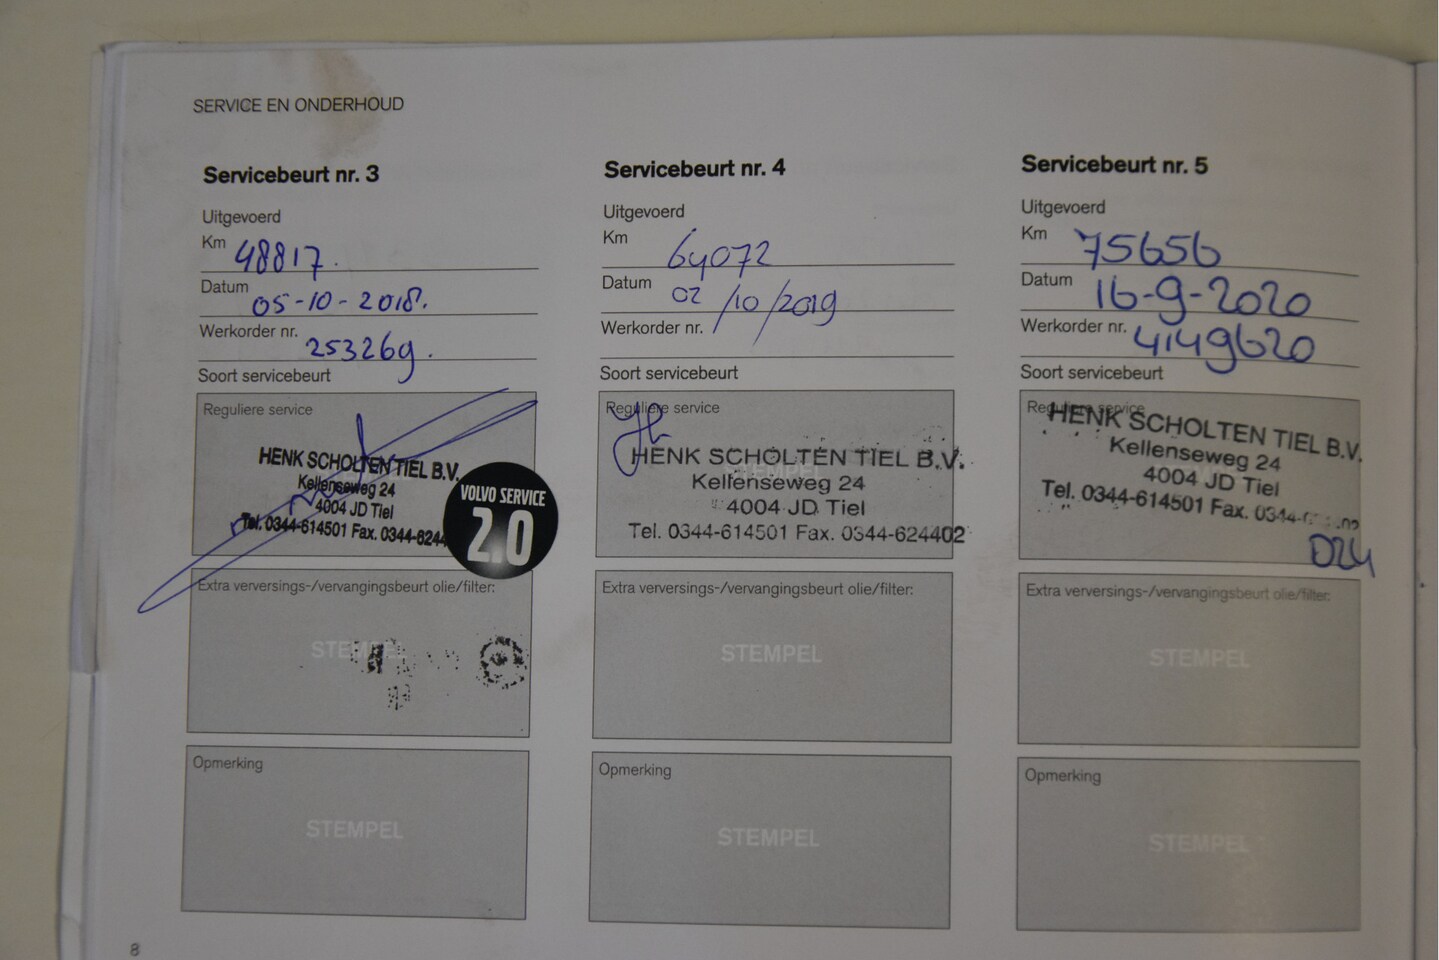 SERVICE EN ONDERHOUD
Servicebeurt nr. 3
Uitgevoerd
Km 48817.
Datum 05-10-2018.
Werkorder nr. 253269.
Soort servicebeurt
Reguliere service
HENK SCHOLTEN TIEL B.V.
Kellenseweg 24
4004 JD Tiel
Tel. 0344-614501 Fax. 0344-6244
VOLVO SERVICE
2.0
Extra verversings-/vervangingsbeurt olie/filter:
STEMPEL
Opmerking
STEMPEL
Servicebeurt nr. 4
Uitgevoerd
Km 64072
Datum 02/10/2019
Werkorder nr.
Soort servicebeurt
Reguliere service
STEMPEL
HENK SCHOLTEN TIEL B.V.
Kellenseweg 24
4004 JD Tiel
Tel. 0344-614501 Fax. 0344-624402
Extra verversings-/vervangingsbeurt olie/filter:
STEMPEL
Opmerking
STEMPEL
Servicebeurt nr. 5
Uitgevoerd
Km 75656
Datum 16-9-2020
Werkorder nr. 4149620
Soort servicebeurt
Reguliere service
HENK SCHOLTEN TIEL B.V.
Kellenseweg 24
4004 JD Tiel
Tel. 0344-614501 Fax.
Extra verversings-/vervangingsbeurt olie/filter:
STEMPEL
Opmerking
STEMPEL
8